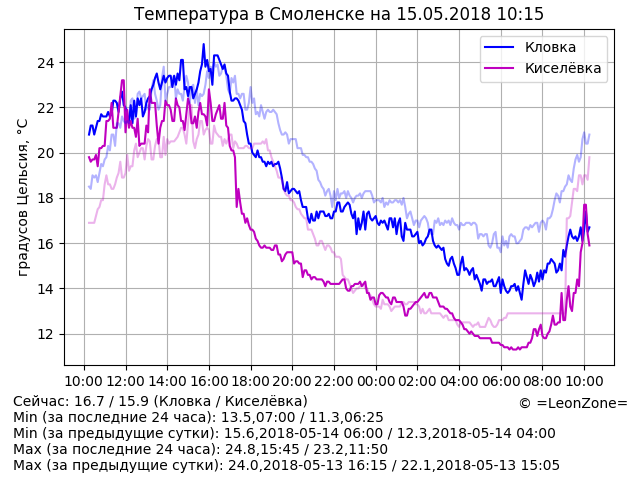 Температура в Смоленске на 15.05.2018 10:15
Кловка
Киселёвка
градусов Цельсия, °C
24
22
20
18
16
14
12
10:00 12:00 14:00 16:00 18:00 20:00 22:00 00:00 02:00 04:00 06:00 08:00 10:00
Сейчас: 16.7 / 15.9 (Кловка / Киселёвка)
© =LeonZone=
Min (за последние 24 часа): 13.5,07:00 / 11.3,06:25
Min (за предыдущие сутки): 15.6,2018-05-14 06:00 / 12.3,2018-05-14 04:00
Max (за последние 24 часа): 24.8,15:45 / 23.2,11:50
Max (за предыдущие сутки): 24.0,2018-05-13 16:15 / 22.1,2018-05-13 15:05